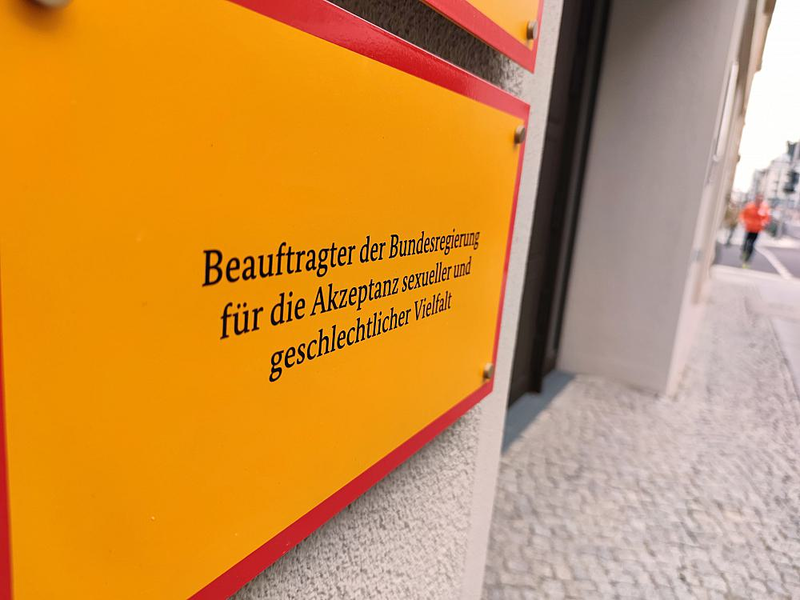 Beauftragter der Bundesregierung
für die Akzeptanz sexueller und
geschlechtlicher Vielfalt